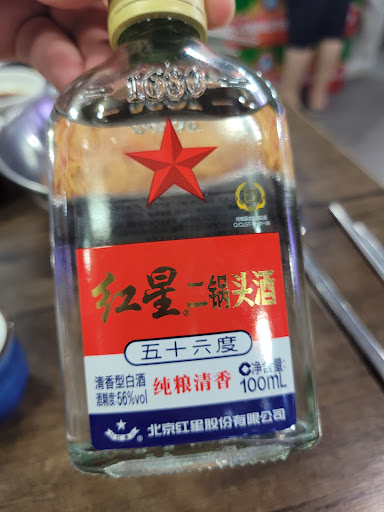 1680
红星二锅头酒
五十六度
清香型白酒
酒精度:56%vol
纯粮清香
净含量:
100mL
北京红星股份有限公司